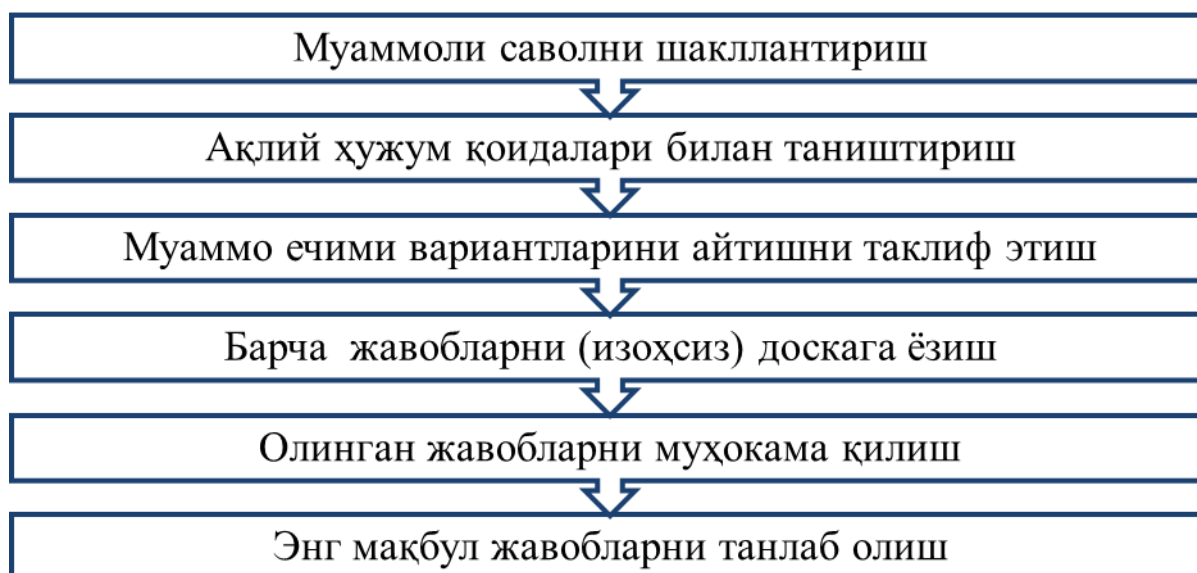 Муаммоли саволни шакллантириш
Ақлий ҳужум қоидалари билан таништириш
Муаммо ечими вариантларини айтишни таклиф этиш
Барча жавобларни (изоҳсиз) доскага ёзиш
Олинган жавобларни муҳокама қилиш
Энг мақбул жавобларни танлаб олиш